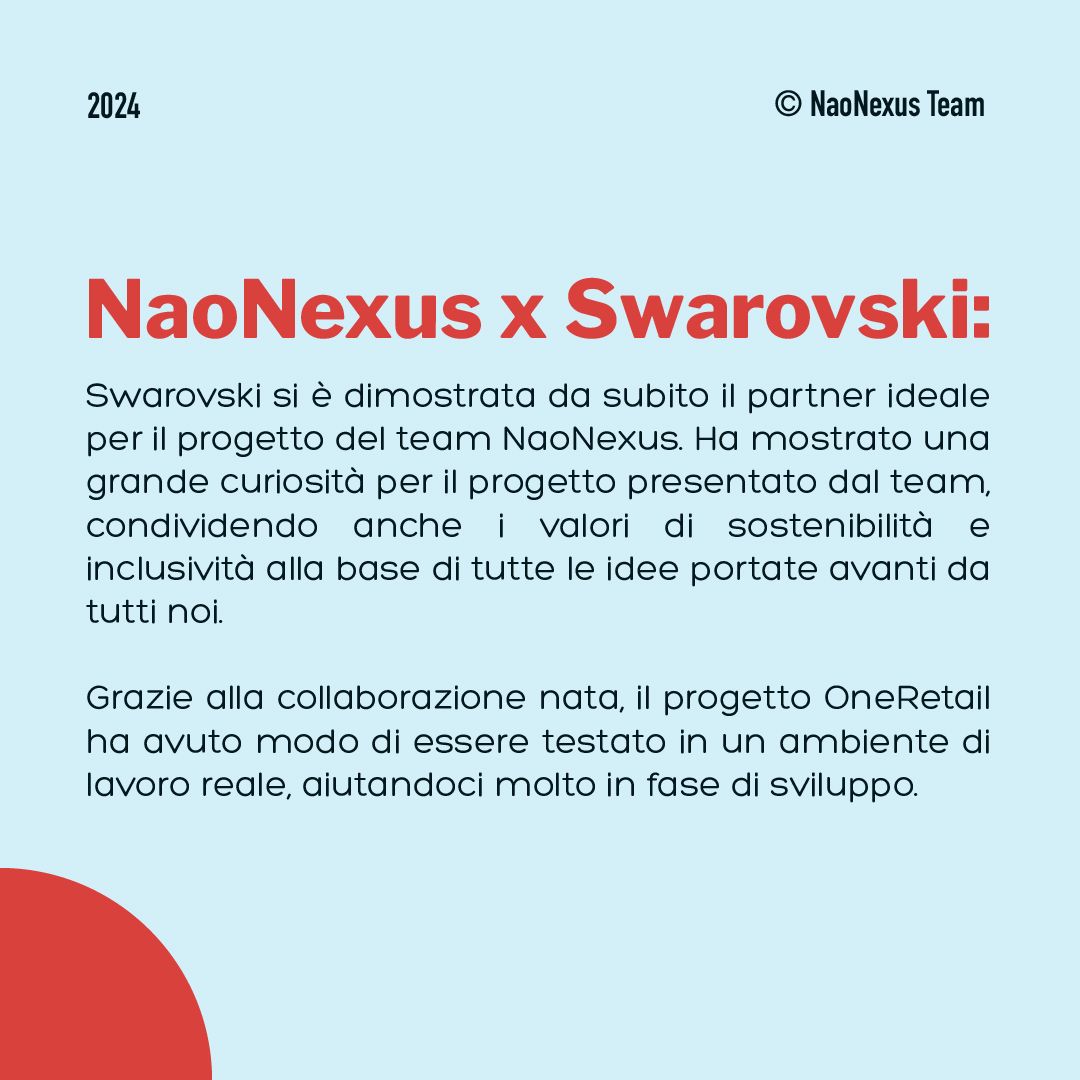 2024
© NaoNexus Team
NaoNexus x Swarovski:
Swarovski si è dimostrata da subito il partner ideale
per il progetto del team NaoNexus. Ha mostrato una
grande curiosità per il progetto presentato dal team,
condividendo anche i valori di sostenibilità e
inclusività alla base di tutte le idee portate avanti da
tutti noi.
Grazie alla collaborazione nata, il progetto OneRetail
ha avuto modo di essere testato in un ambiente di
lavoro reale, aiutandoci molto in fase di sviluppo.